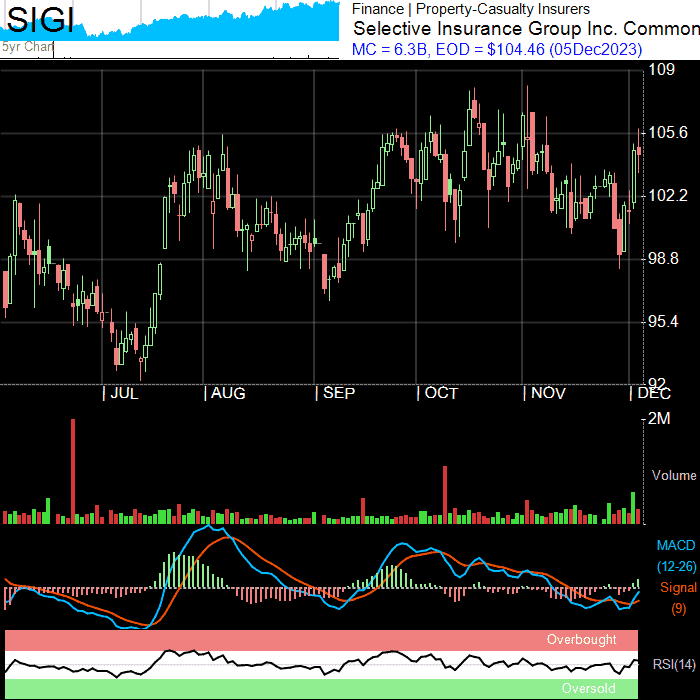 SIGI
5yr Chart
Finance | Property-Casualty Insurers
Selective Insurance Group Inc. Common
MC = 6.3B, EOD = $104.46 (05Dec2023)
109
105.6
102.2
98.8
95.4
92
JUL AUG SEP OCT NOV DEC
2M
Volume
MACD
(12-26)
Signal
(9)
Overbought
RSI(14)
Oversold